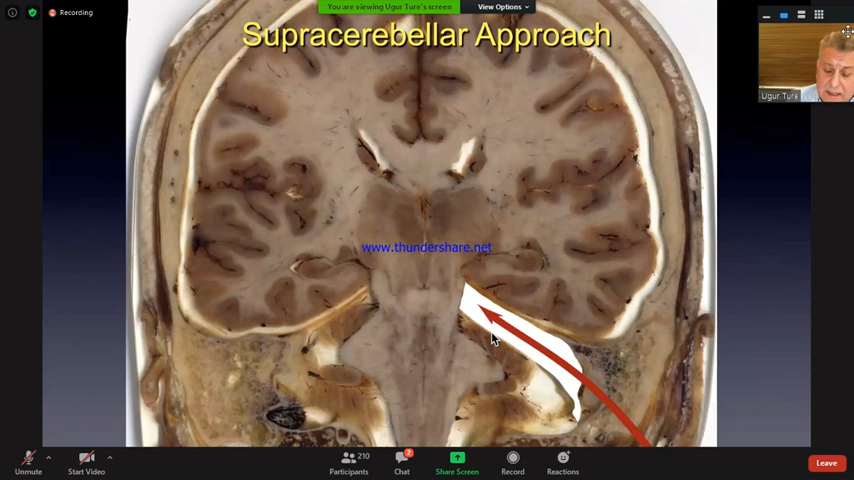 Recording
You are viewing Ugur Ture's screen
View Options
Supracerebellar Approach
Ugur Ture
www.thundershare.net
Unmute
Start Video
210
Participants
2
Chat
Share Screen
Record
Reactions
Leave